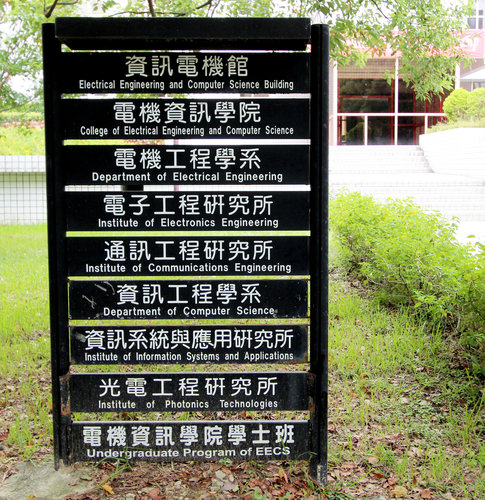 資訊電機館
Electrical Engineering and Computer Science Building
電機資訊學院
College of Electrical Engineering and Computer Science
電機工程學系
Department of Electrical Engineering
電子工程研究所
Institute of Electronics Engineering
通訊工程研究所
Institute of Communications Engineering
資訊工程學系
Department of Computer Science
資訊系統與應用研究所
Institute of Information Systems and Applications
光電工程研究所
Institute of Photonics Technologies
電機資訊學院學士班
Undergraduate Program of EECS